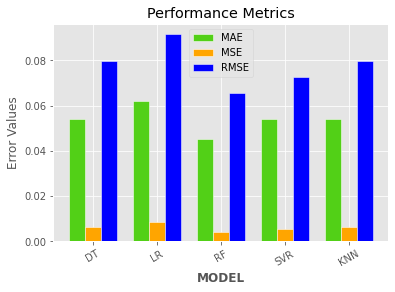 Performance Metrics
MAE
MSE
RMSE
Error Values
0.08
0.06
0.04
0.02
0.00
DT
LR
RF
SVR
KNN
MODEL